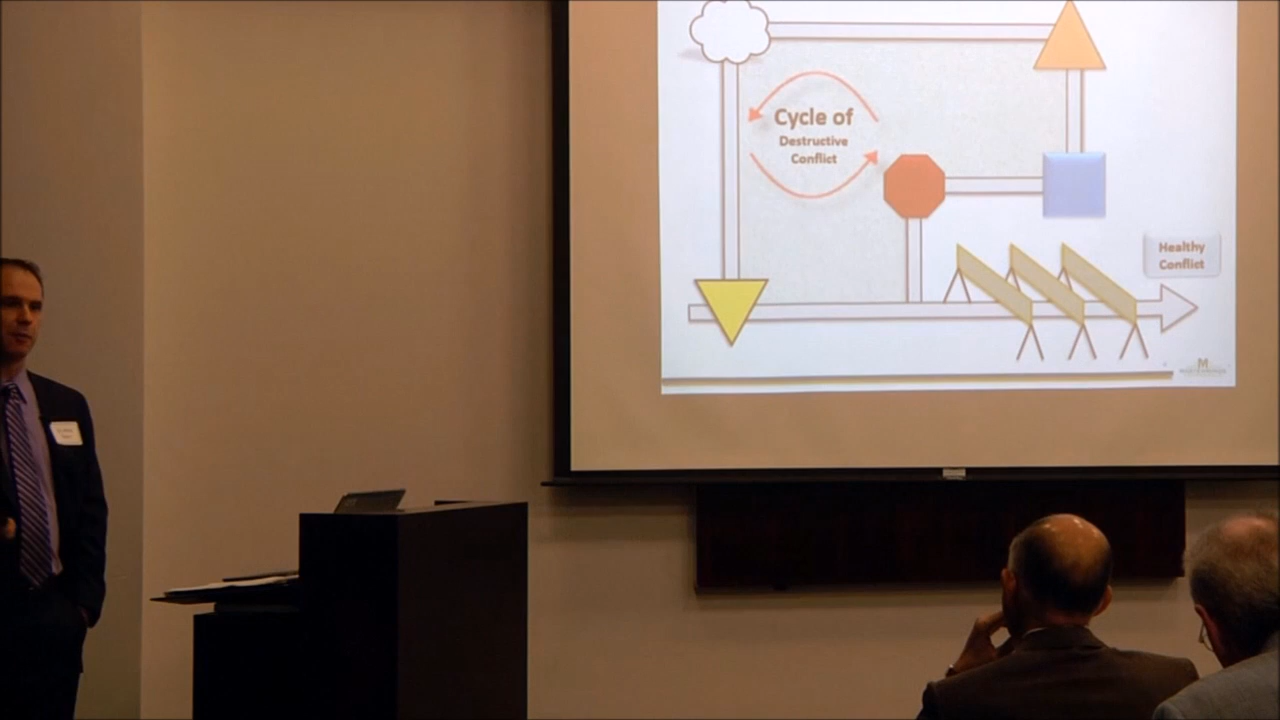 Cycle of
Destructive
Conflict
Healthy
Conflict
M